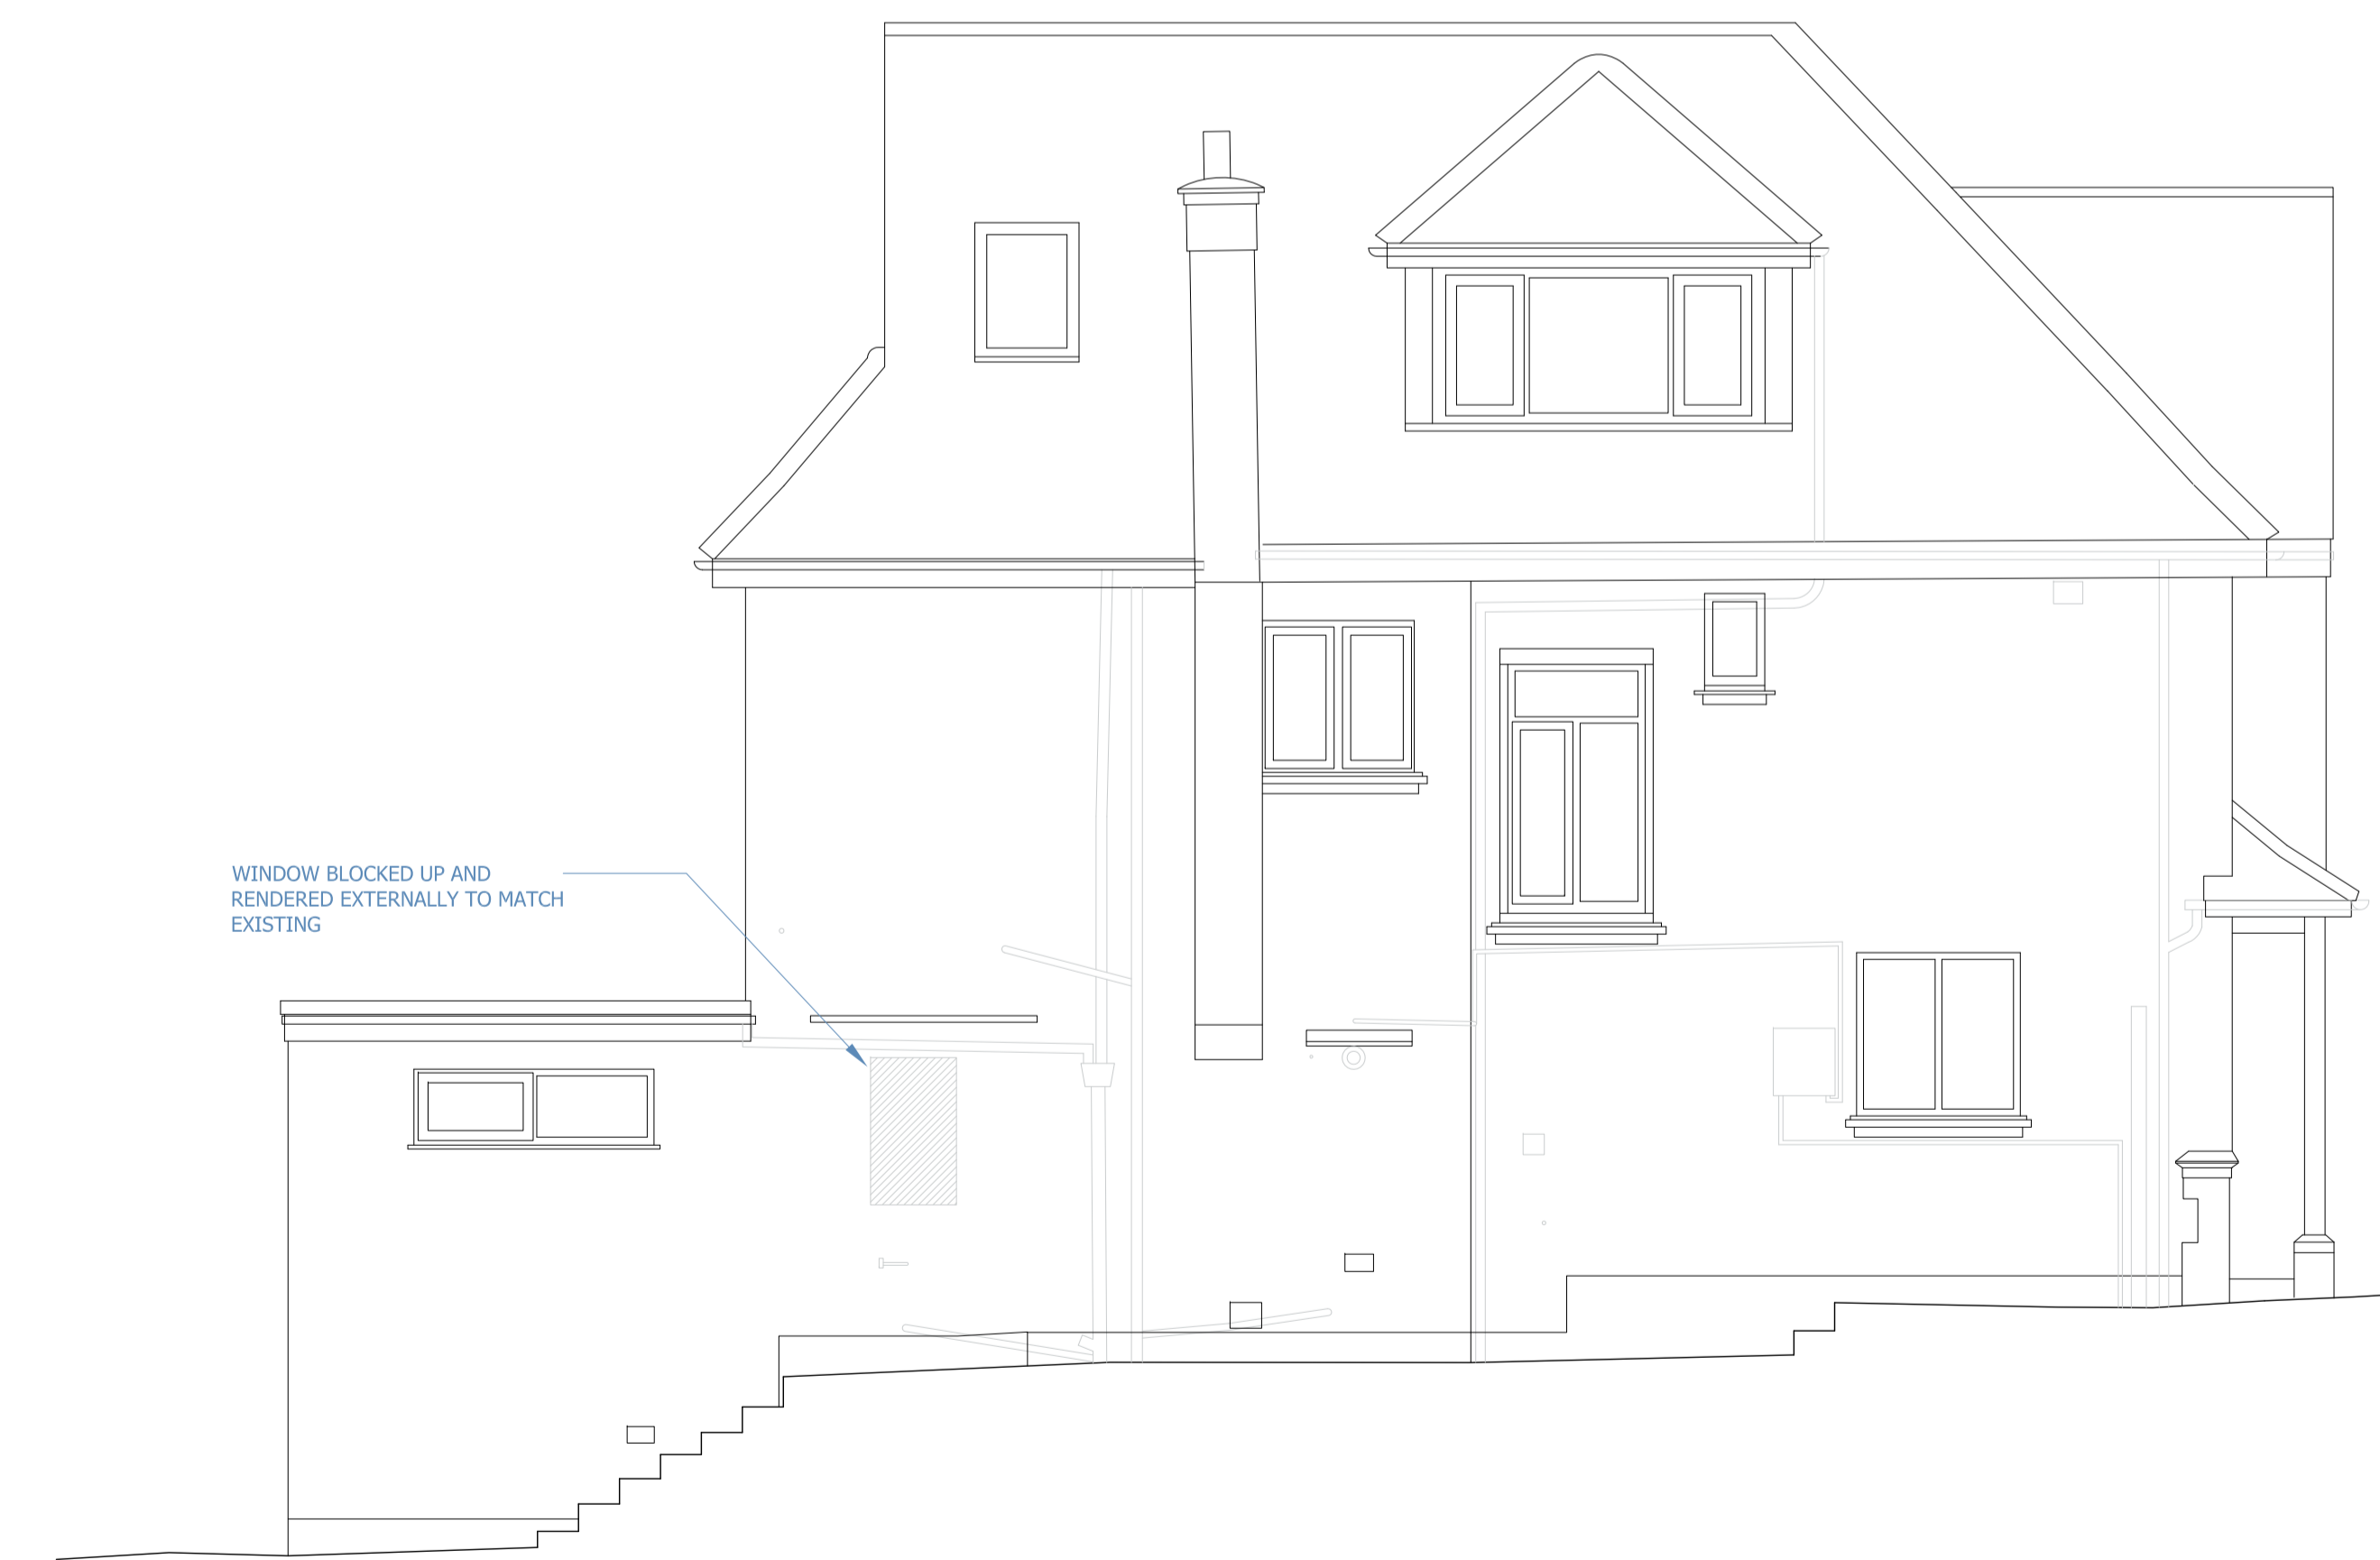 WINDOW BLOCKED UP AND
RENDERED EXTERNALLY TO MATCH
EXISTING